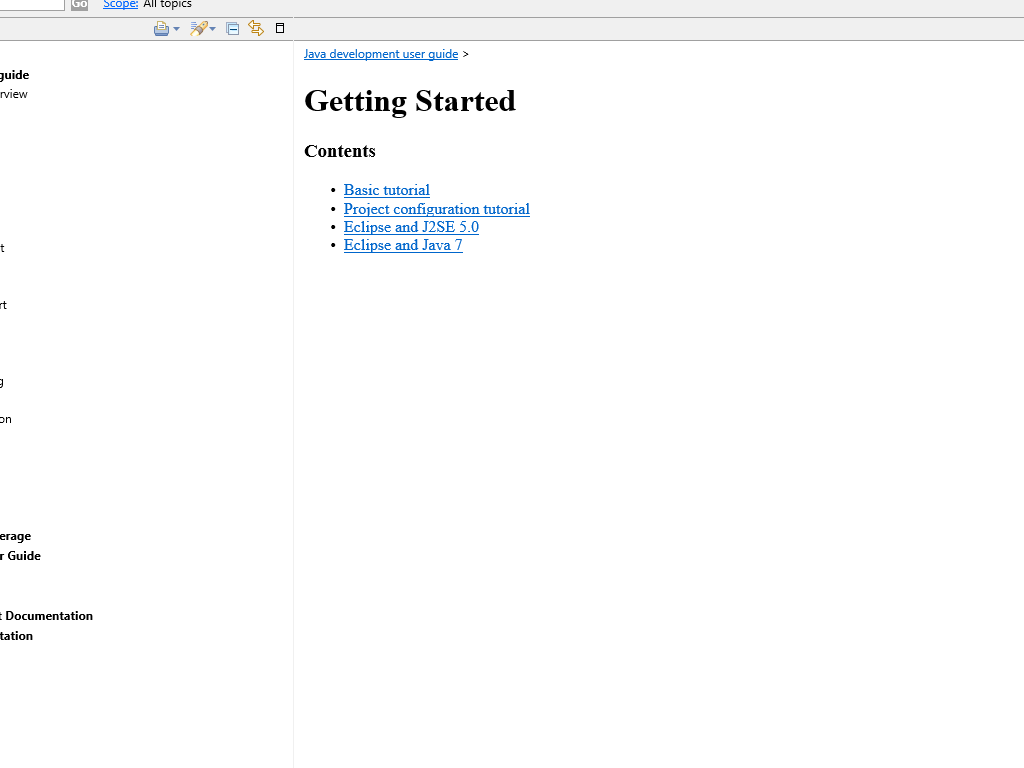 Go Scope: All topics
guide
rview
t
rt
g
on
erage
r Guide
t Documentation
tation
Java development user guide >
Getting Started
Contents
• Basic tutorial
• Project configuration tutorial
• Eclipse and J2SE 5.0
• Eclipse and Java 7